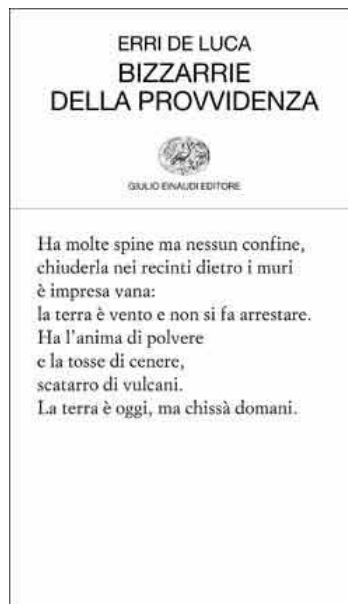 ERRI DE LUCA
BIZZARRIE
DELLA PROVVIDENZA
GIULIO EINAUDI EDITORE
Ha molte spine ma nessun confine,
chiuderla nei recinti dietro i muri
è impresa vana:
la terra è vento e non si fa arrestare.
Ha l'anima di polvere
e la tosse di cenere,
scatarro di vulcani.
La terra è oggi, ma chissà domani.